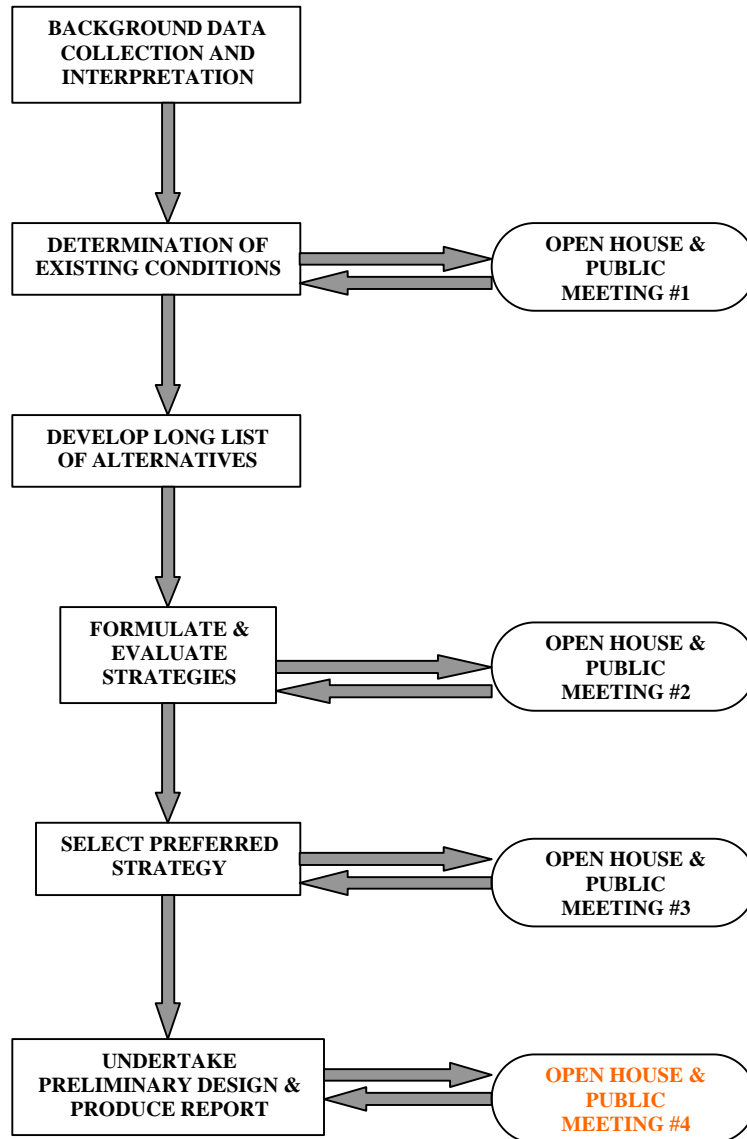 BACKGROUND DATA
COLLECTION AND
INTERPRETATION
DETERMINATION OF
EXISTING CONDITIONS
OPEN HOUSE &
PUBLIC
MEETING #1
DEVELOP LONG LIST
OF ALTERNATIVES
FORMULATE &
EVALUATE
STRATEGIES
OPEN HOUSE &
PUBLIC
MEETING #2
SELECT PREFERRED
STRATEGY
OPEN HOUSE &
PUBLIC
MEETING #3
UNDERTAKE
PRELIMINARY DESIGN &
PRODUCE REPORT
OPEN HOUSE &
PUBLIC
MEETING #4